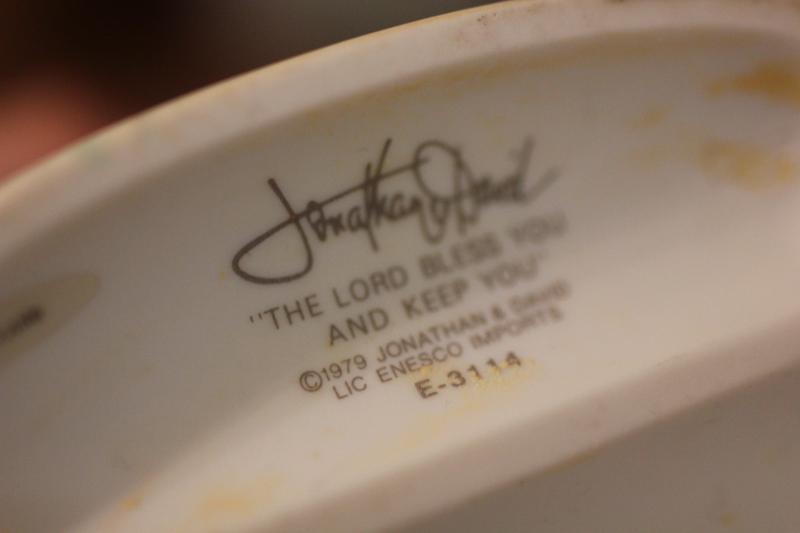 Jonathan & David
"THE LORD BLESS YOU
AND KEEP YOU"
©1979 JONATHAN & DAVID
LIC ENESCO IMPORTS
E-3114